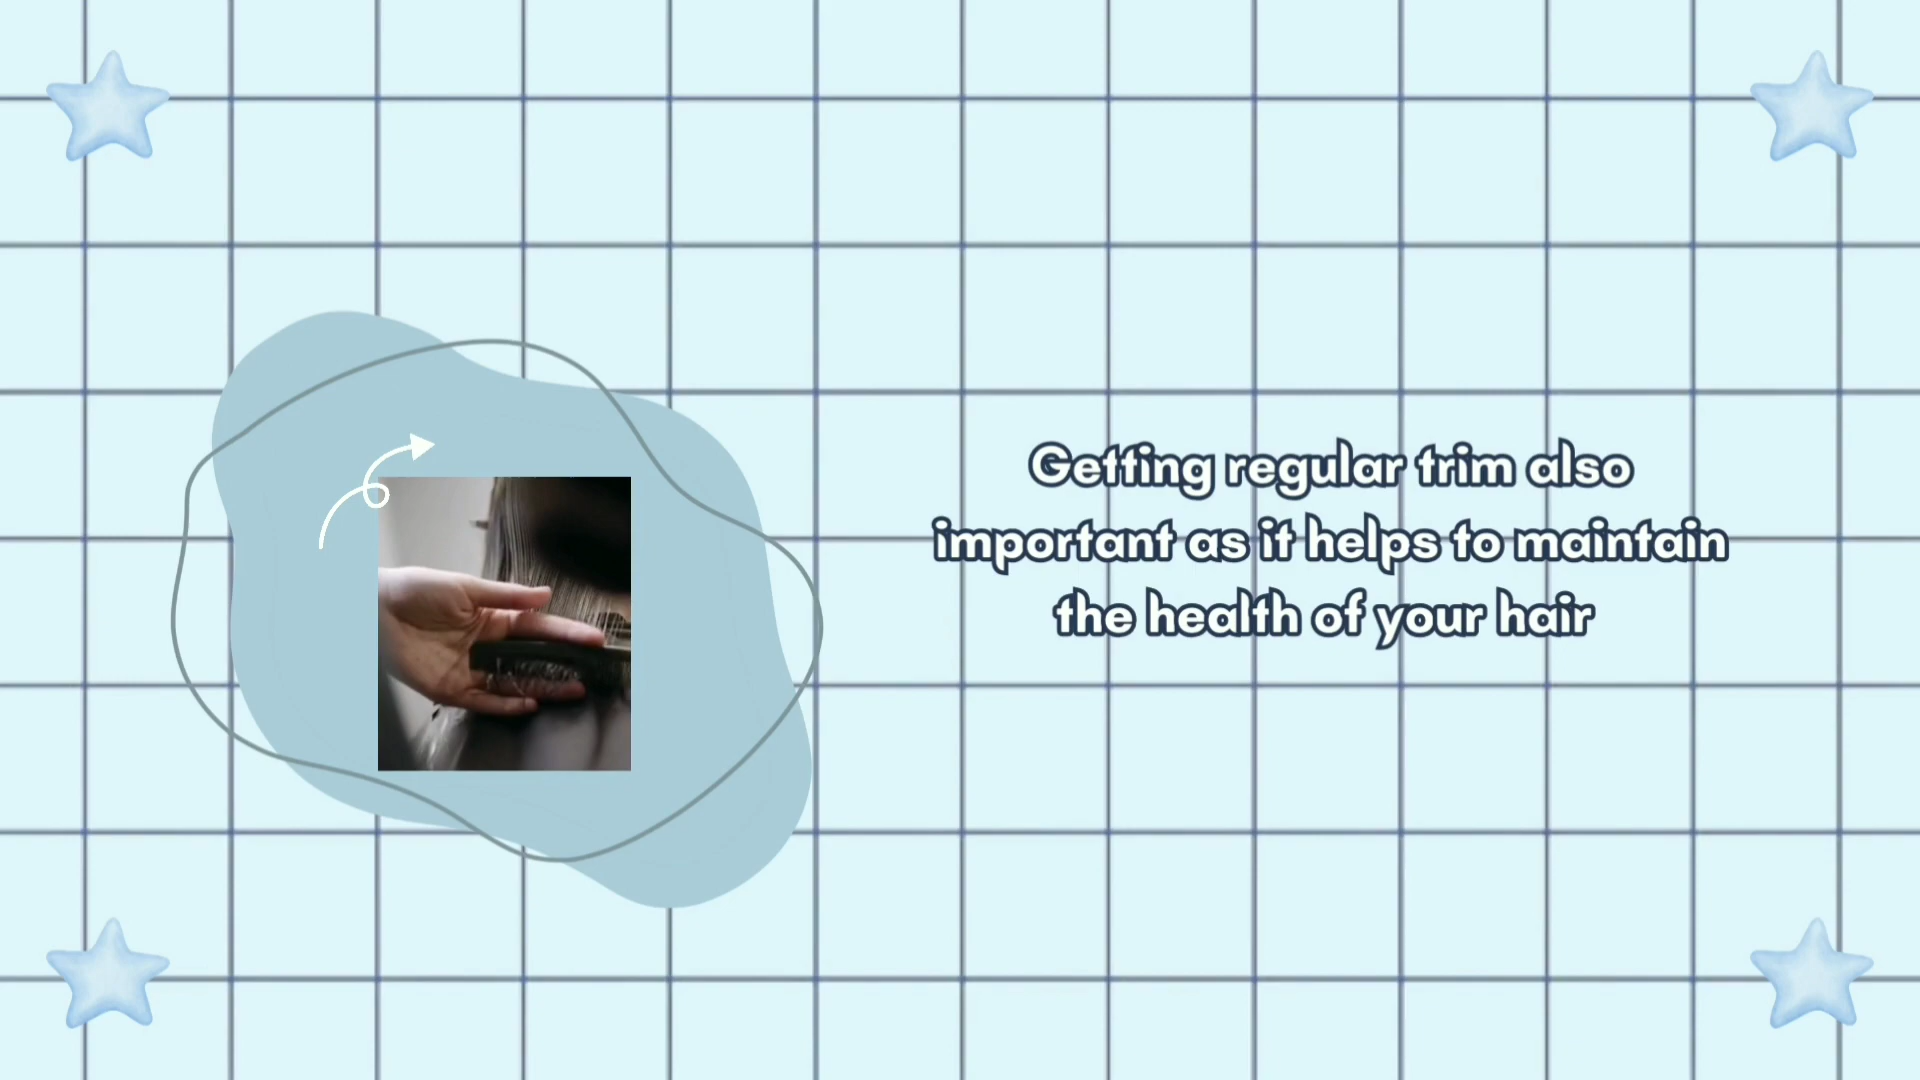 Getting regular trim also
important as it helps to maintain
the health of your hair